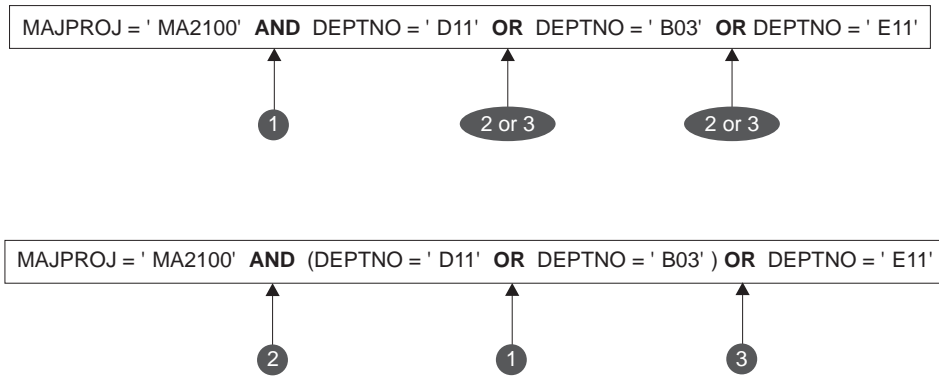 MAJPROJ = ' MA2100' AND DEPTNO = ' D11' OR DEPTNO = ' B03' OR DEPTNO = ' E11'
1 2 or 3 2 or 3
MAJPROJ = ' MA2100' AND (DEPTNO = ' D11' OR DEPTNO = ' B03' ) OR DEPTNO = ' E11'
2 1 3